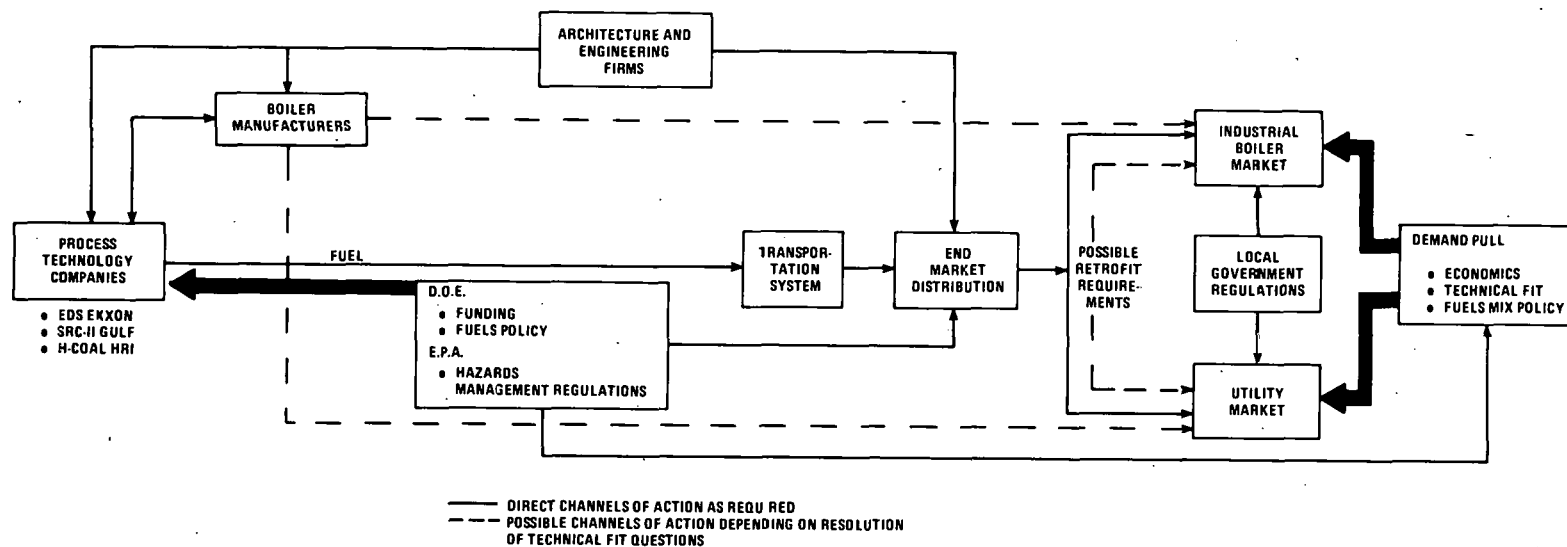 ARCHITECTURE AND
ENGINEERING
FIRMS
BOILER
MANUFACTURERS
INDUSTRIAL
BOILER
MARKET
PROCESS
TECHNOLOGY
COMPANIES
• EDS EXXON
• SRC-II GULF
• H-COAL HRI
FUEL
TRANSPOR-
TATION
SYSTEM
END
MARKET
DISTRIBUTION
POSSIBLE
RETROFIT
REQUIRE-
MENTS
LOCAL
GOVERNMENT
REGULATIONS
DEMAND PULL
• ECONOMICS
• TECHNICAL FIT
• FUELS MIX POLICY
D.O.E.
• FUNDING
• FUELS POLICY
E.P.A.
• HAZARDS
MANAGEMENT REGULATIONS
UTILITY
MARKET
DIRECT CHANNELS OF ACTION AS REQU RED
POSSIBLE CHANNELS OF ACTION DEPENDING ON RESOLUTION
OF TECHNICAL FIT QUESTIONS